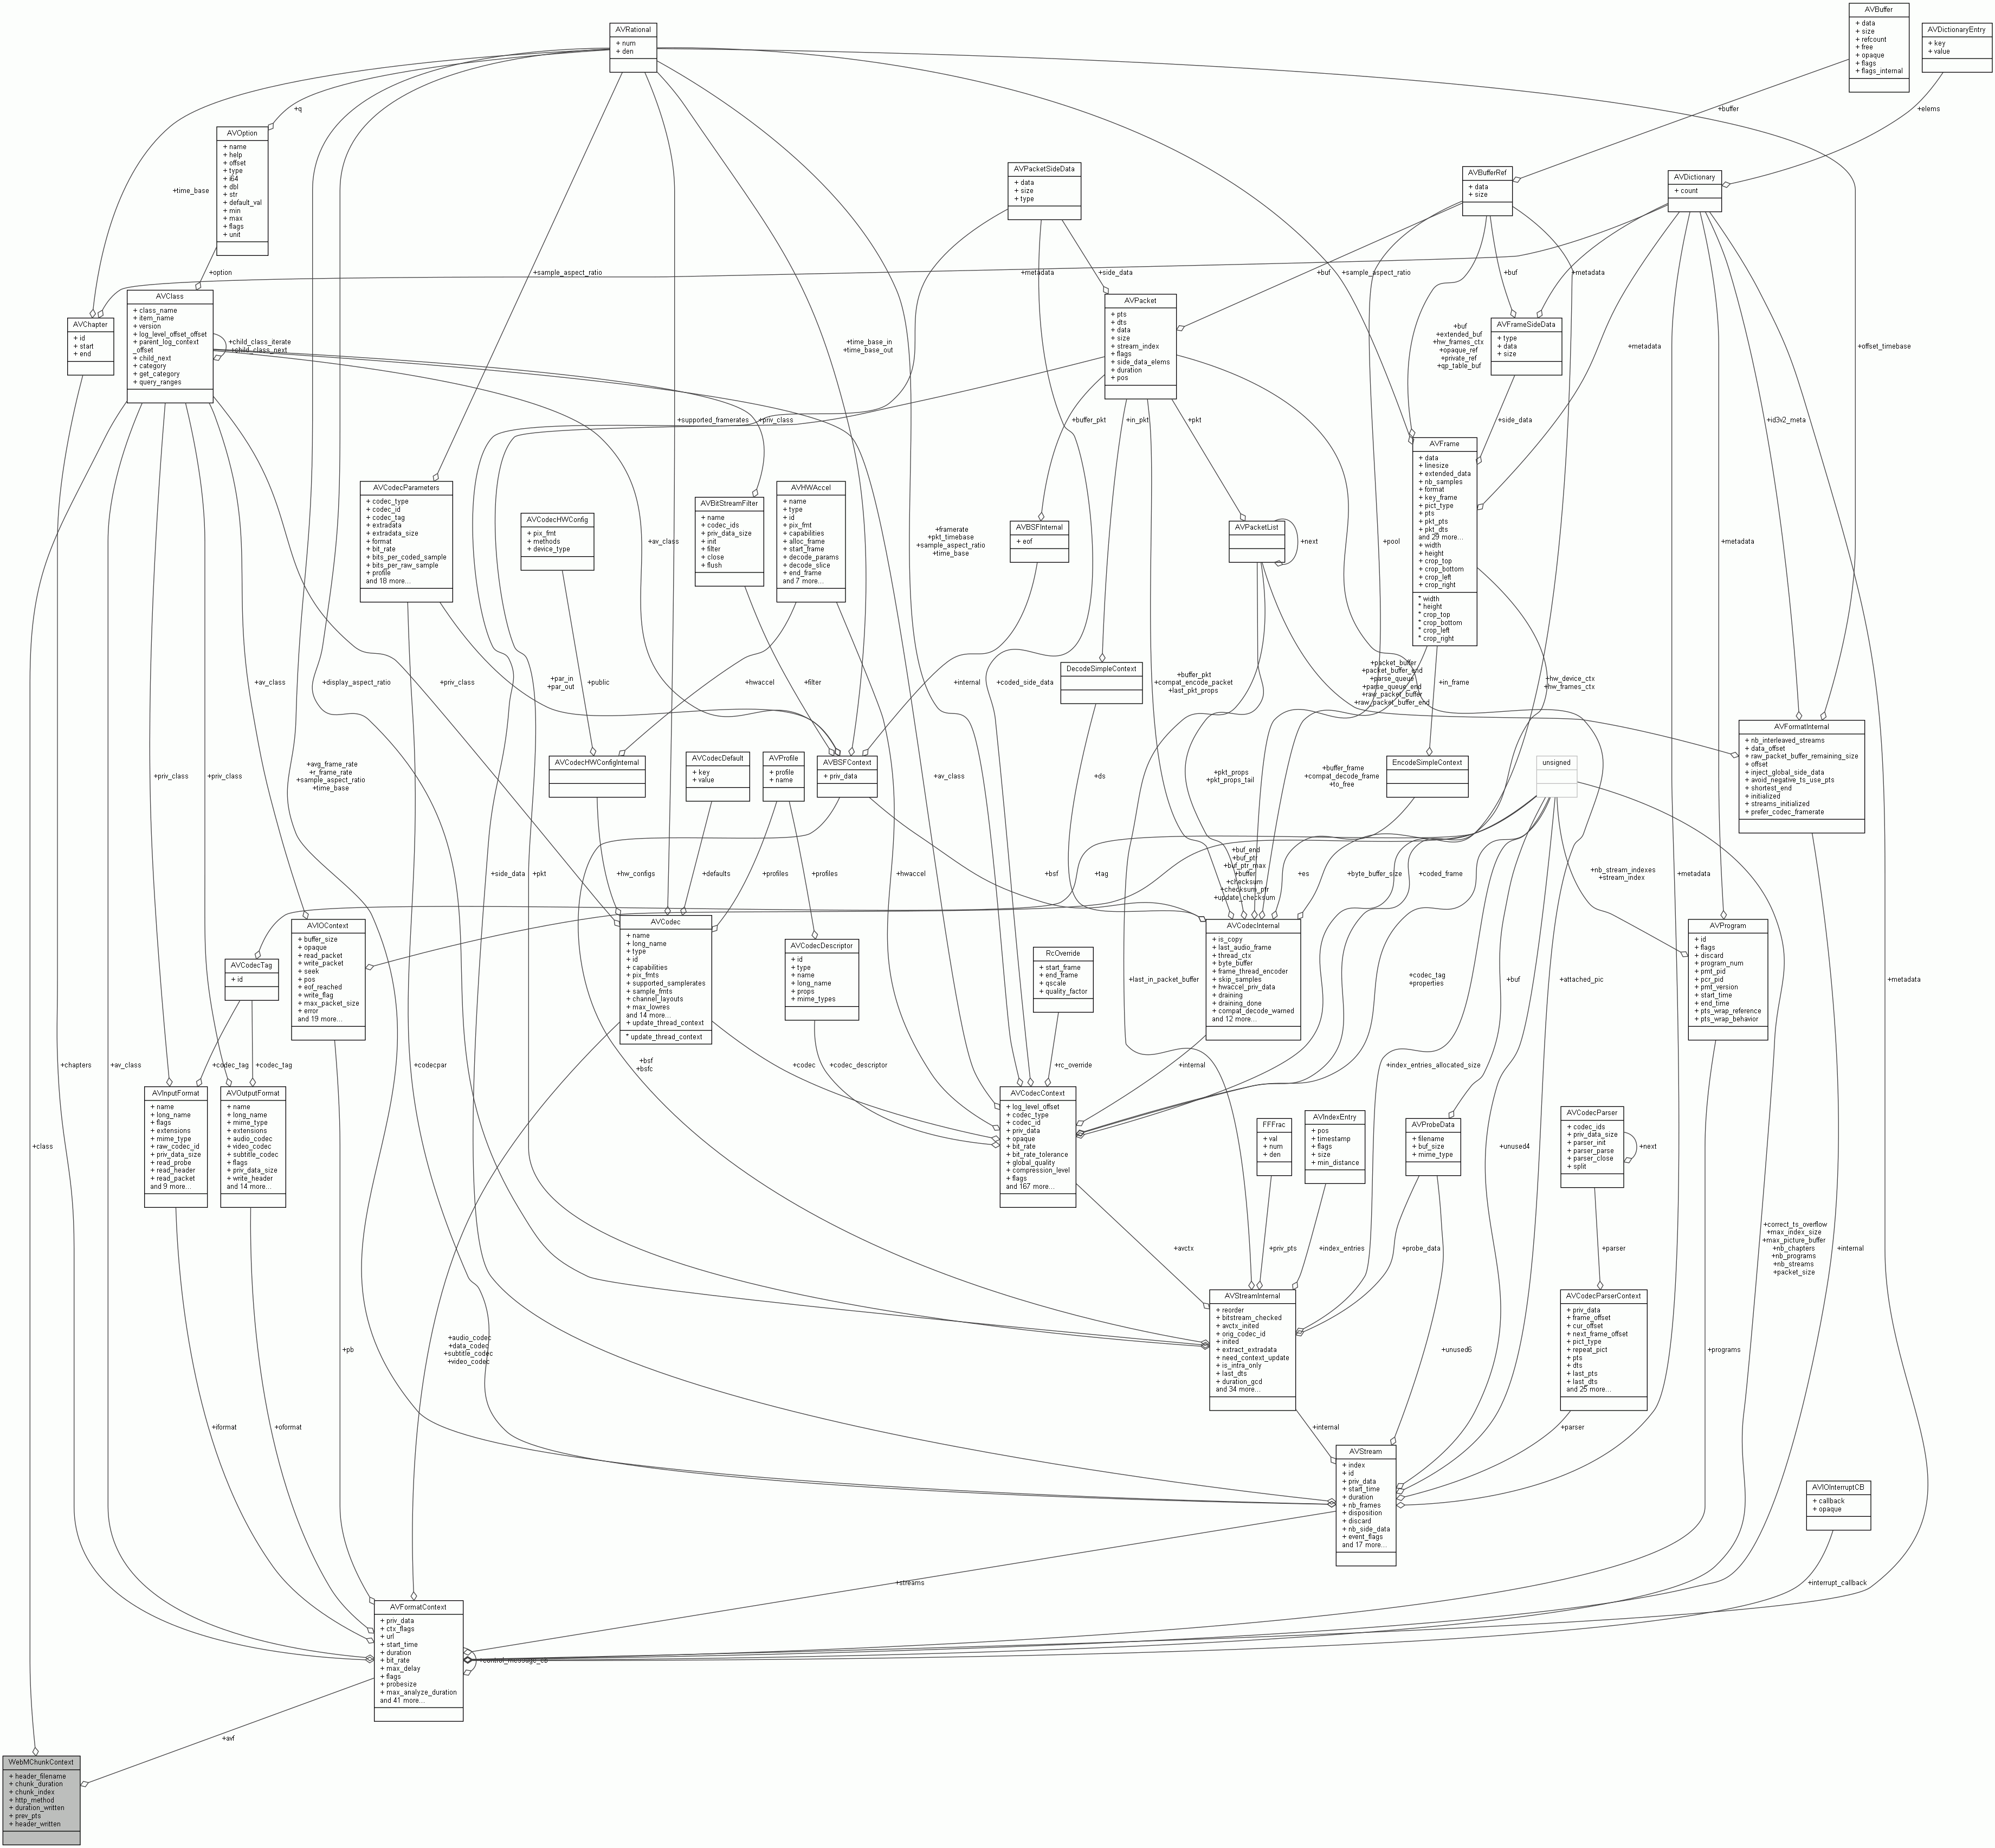 AVRational
+ num
+ den
AVBuffer
+ data
+ size
+ refcount
+ free
+ opaque
+ flags
+ flags_internal
AVDictionaryEntry
+ key
+ value
+q
+buffer
+elems
AVOption
+ name
+ help
+ offset
+ type
+ i64
+ dbl
+ str
+ default_val
+ min
+ max
+ flags
+ unit
+time_base
AVPacketSideData
+ data
+ size
+ type
AVBufferRef
+ data
+ size
AVDictionary
+ count
+option
+sample_aspect_ratio
+metadata
+side_data
+buf
+sample_aspect_ratio
+buf
+metadata
AVClass
+ class_name
+ item_name
+ version
+ log_level_offset_offset
+ parent_log_context
_offset
+ child_next
+ category
+ get_category
+ query_ranges
+child_class_iterate
+child_class_next
AVChapter
+ id
+ start
+ end
+time_base_in
+time_base_out
AVPacket
+ pts
+ dts
+ data
+ size
+ stream_index
+ flags
+ side_data_elems
+ duration
+ pos
+buf
+extended_buf
+hw_frames_ctx
+opaque_ref
+private_ref
+qp_table_buf
AVFrameSideData
+ type
+ data
+ size
+metadata
+offset_timebase
+supported_framerates
+priv_class
+buffer_pkt
+in_pkt
+pkt
+side_data
+id3v2_meta
AVFrame
+ data
+ linesize
+ extended_data
+ nb_samples
+ format
+ key_frame
+ pict_type
+ pts
+ pkt_pts
+ pkt_dts
and 29 more...
+ width
+ height
+ crop_top
+ crop_bottom
+ crop_left
+ crop_right
* width
* height
* crop_top
* crop_bottom
* crop_left
* crop_right
AVCodecParameters
+ codec_type
+ codec_id
+ codec_tag
+ extradata
+ extradata_size
+ format
+ bit_rate
+ bits_per_coded_sample
+ bits_per_raw_sample
+ profile
and 18 more...
AVCodecHWConfig
+ pix_fmt
+ methods
+ device_type
+av_class
AVBitStreamFilter
+ name
+ codec_ids
+ priv_data_size
+ init
+ filter
+ close
+ flush
AVHWAccel
+ name
+ type
+ id
+ pix_fmt
+ capabilities
+ alloc_frame
+ start_frame
+ decode_params
+ decode_slice
+ end_frame
and 7 more...
+framerate
+pkt_timebase
+sample_aspect_ratio
+time_base
AVBSFInternal
+ eof
AVPacketList
+next
+pool
+metadata
+av_class
+display_aspect_ratio
+priv_class
+par_in
+par_out
+public
+hwaccel
+filter
+internal
+coded_side_data
DecodeSimpleContext
+buffer_pkt
+compat_encode_packet
+last_pkt_props
+packet_buffer
+packet_buffer_end
+parse_queue
+parse_queue_end
+raw_packet_buffer
+raw_packet_buffer_end
+in_frame
+hw_device_ctx
+hw_frames_ctx
AVFormatInternal
+ nb_interleaved_streams
+ data_offset
+ raw_packet_buffer_remaining_size
+ offset
+ inject_global_side_data
+ avoid_negative_ts_use_pts
+ shortest_end
+ initialized
+ streams_initialized
+ prefer_codec_framerate
+priv_class
+priv_class
+avg_frame_rate
+r_frame_rate
+sample_aspect_ratio
+time_base
AVCodecHWConfigInternal
AVCodecDefault
+ key
+ value
AVProfile
+ profile
+ name
AVBSFContext
+ priv_data
+av_class
+ds
+pkt_props
+pkt_props_tail
+buffer_frame
+compat_decode_frame
+to_free
EncodeSimpleContext
unsigned
+side_data
+pkt
+hw_configs
+defaults
+profiles
+profiles
+hwaccel
+bsf
+tag
+buf_end
+buf_ptr
+buf_ptr_max
+buffer
+checksum
+checksum_ptr
+update_checksum
+es
+byte_buffer_size
+coded_frame
+nb_stream_indexes
+stream_index
+metadata
AVIOContext
+ buffer_size
+ opaque
+ read_packet
+ write_packet
+ seek
+ pos
+ eof_reached
+ write_flag
+ max_packet_size
+ error
and 19 more...
AVCodecTag
+ id
AVCodec
+ name
+ long_name
+ type
+ id
+ capabilities
+ pix_fmts
+ supported_samplerates
+ sample_fmts
+ channel_layouts
+ max_lowres
and 14 more...
+ update_thread_context
* update_thread_context
AVCodecDescriptor
+ id
+ type
+ name
+ long_name
+ props
+ mime_types
RcOverride
+ start_frame
+ end_frame
+ qscale
+ quality_factor
+last_in_packet_buffer
AVCodecInternal
+ is_copy
+ last_audio_frame
+ thread_ctx
+ byte_buffer
+ frame_thread_encoder
+ skip_samples
+ hwaccel_priv_data
+ draining
+ draining_done
+ compat_decode_warned
and 12 more...
+codec_tag
+properties
+buf
+attached_pic
AVProgram
+ id
+ flags
+ discard
+ program_num
+ pmt_pid
+ pcr_pid
+ pmt_version
+ start_time
+ end_time
+ pts_wrap_reference
+ pts_wrap_behavior
+metadata
+chapters
+av_class
+codec_tag
+codec_tag
+codecpar
+bsf
+bsfc
+codec
+codec_descriptor
+rc_override
+internal
+index_entries_allocated_size
AVInputFormat
+ name
+ long_name
+ flags
+ extensions
+ mime_type
+ raw_codec_id
+ priv_data_size
+ read_probe
+ read_header
+ read_packet
and 9 more...
AVOutputFormat
+ name
+ long_name
+ mime_type
+ extensions
+ audio_codec
+ video_codec
+ subtitle_codec
+ flags
+ priv_data_size
+ write_header
and 14 more...
AVCodecContext
+ log_level_offset
+ codec_type
+ codec_id
+ priv_data
+ opaque
+ bit_rate
+ bit_rate_tolerance
+ global_quality
+ compression_level
+ flags
and 167 more...
FFFrac
+ val
+ num
+ den
AVIndexEntry
+ pos
+ timestamp
+ flags
+ size
+ min_distance
AVProbeData
+ filename
+ buf_size
+ mime_type
+unused4
AVCodecParser
+ codec_ids
+ priv_data_size
+ parser_init
+ parser_parse
+ parser_close
+ split
+next
+class
+avctx
+priv_pts
+index_entries
+probe_data
+parser
+correct_ts_overflow
+max_index_size
+max_picture_buffer
+nb_chapters
+nb_programs
+nb_streams
+packet_size
+internal
+pb
+audio_codec
+data_codec
+subtitle_codec
+video_codec
AVStreamInternal
+ reorder
+ bitstream_checked
+ avctx_inited
+ orig_codec_id
+ inited
+ extract_extradata
+ need_context_update
+ is_intra_only
+ last_dts
+ duration_gcd
and 34 more...
+unused6
AVCodecParserContext
+ priv_data
+ frame_offset
+ cur_offset
+ next_frame_offset
+ pict_type
+ repeat_pict
+ pts
+ dts
+ last_pts
+ last_dts
and 25 more...
+programs
+iformat
+oformat
+internal
+parser
AVStream
+ index
+ id
+ priv_data
+ start_time
+ duration
+ nb_frames
+ disposition
+ discard
+ nb_side_data
+ event_flags
and 17 more...
AVIOInterruptCB
+ callback
+ opaque
+streams
+interrupt_callback
AVFormatContext
+ priv_data
+ ctx_flags
+ url
+ start_time
+ duration
+ bit_rate
+ max_delay
+ flags
+ probesize
+ max_analyze_duration
and 41 more...
+control_message_cb
+avf
WebMChunkContext
+ header_filename
+ chunk_duration
+ chunk_index
+ http_method
+ duration_written
+ prev_pts
+ header_written